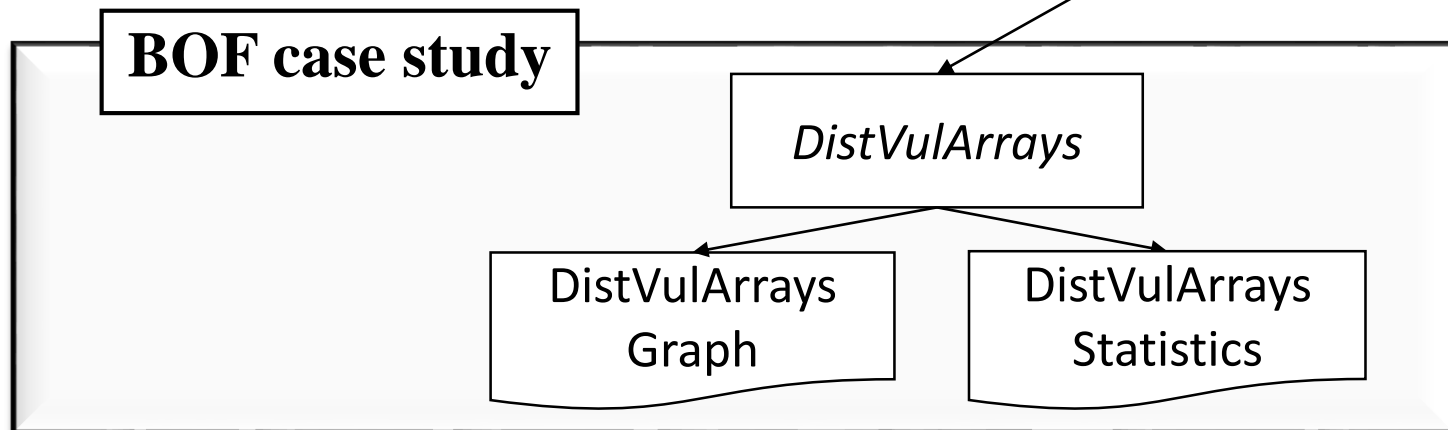 BOF case study
DistVulArrays
DistVulArrays
Graph
DistVulArrays
Statistics